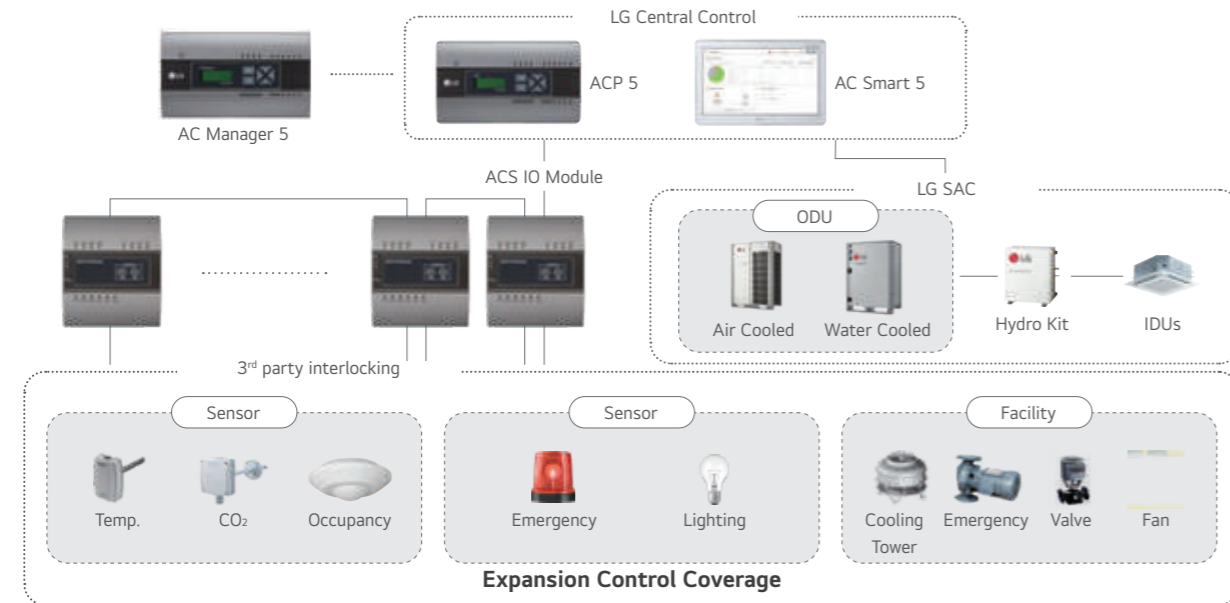 LG Central Control
ACP 5
AC Smart 5
AC Manager 5
ACS IO Module
LG SAC
ODU
Air Cooled
Water Cooled
Hydro Kit
IDUs
3rd party interlocking
Sensor
Temp.
CO2
Occupancy
Sensor
Emergency
Lighting
Facility
Cooling
Tower
Emergency
Valve
Fan
Expansion Control Coverage